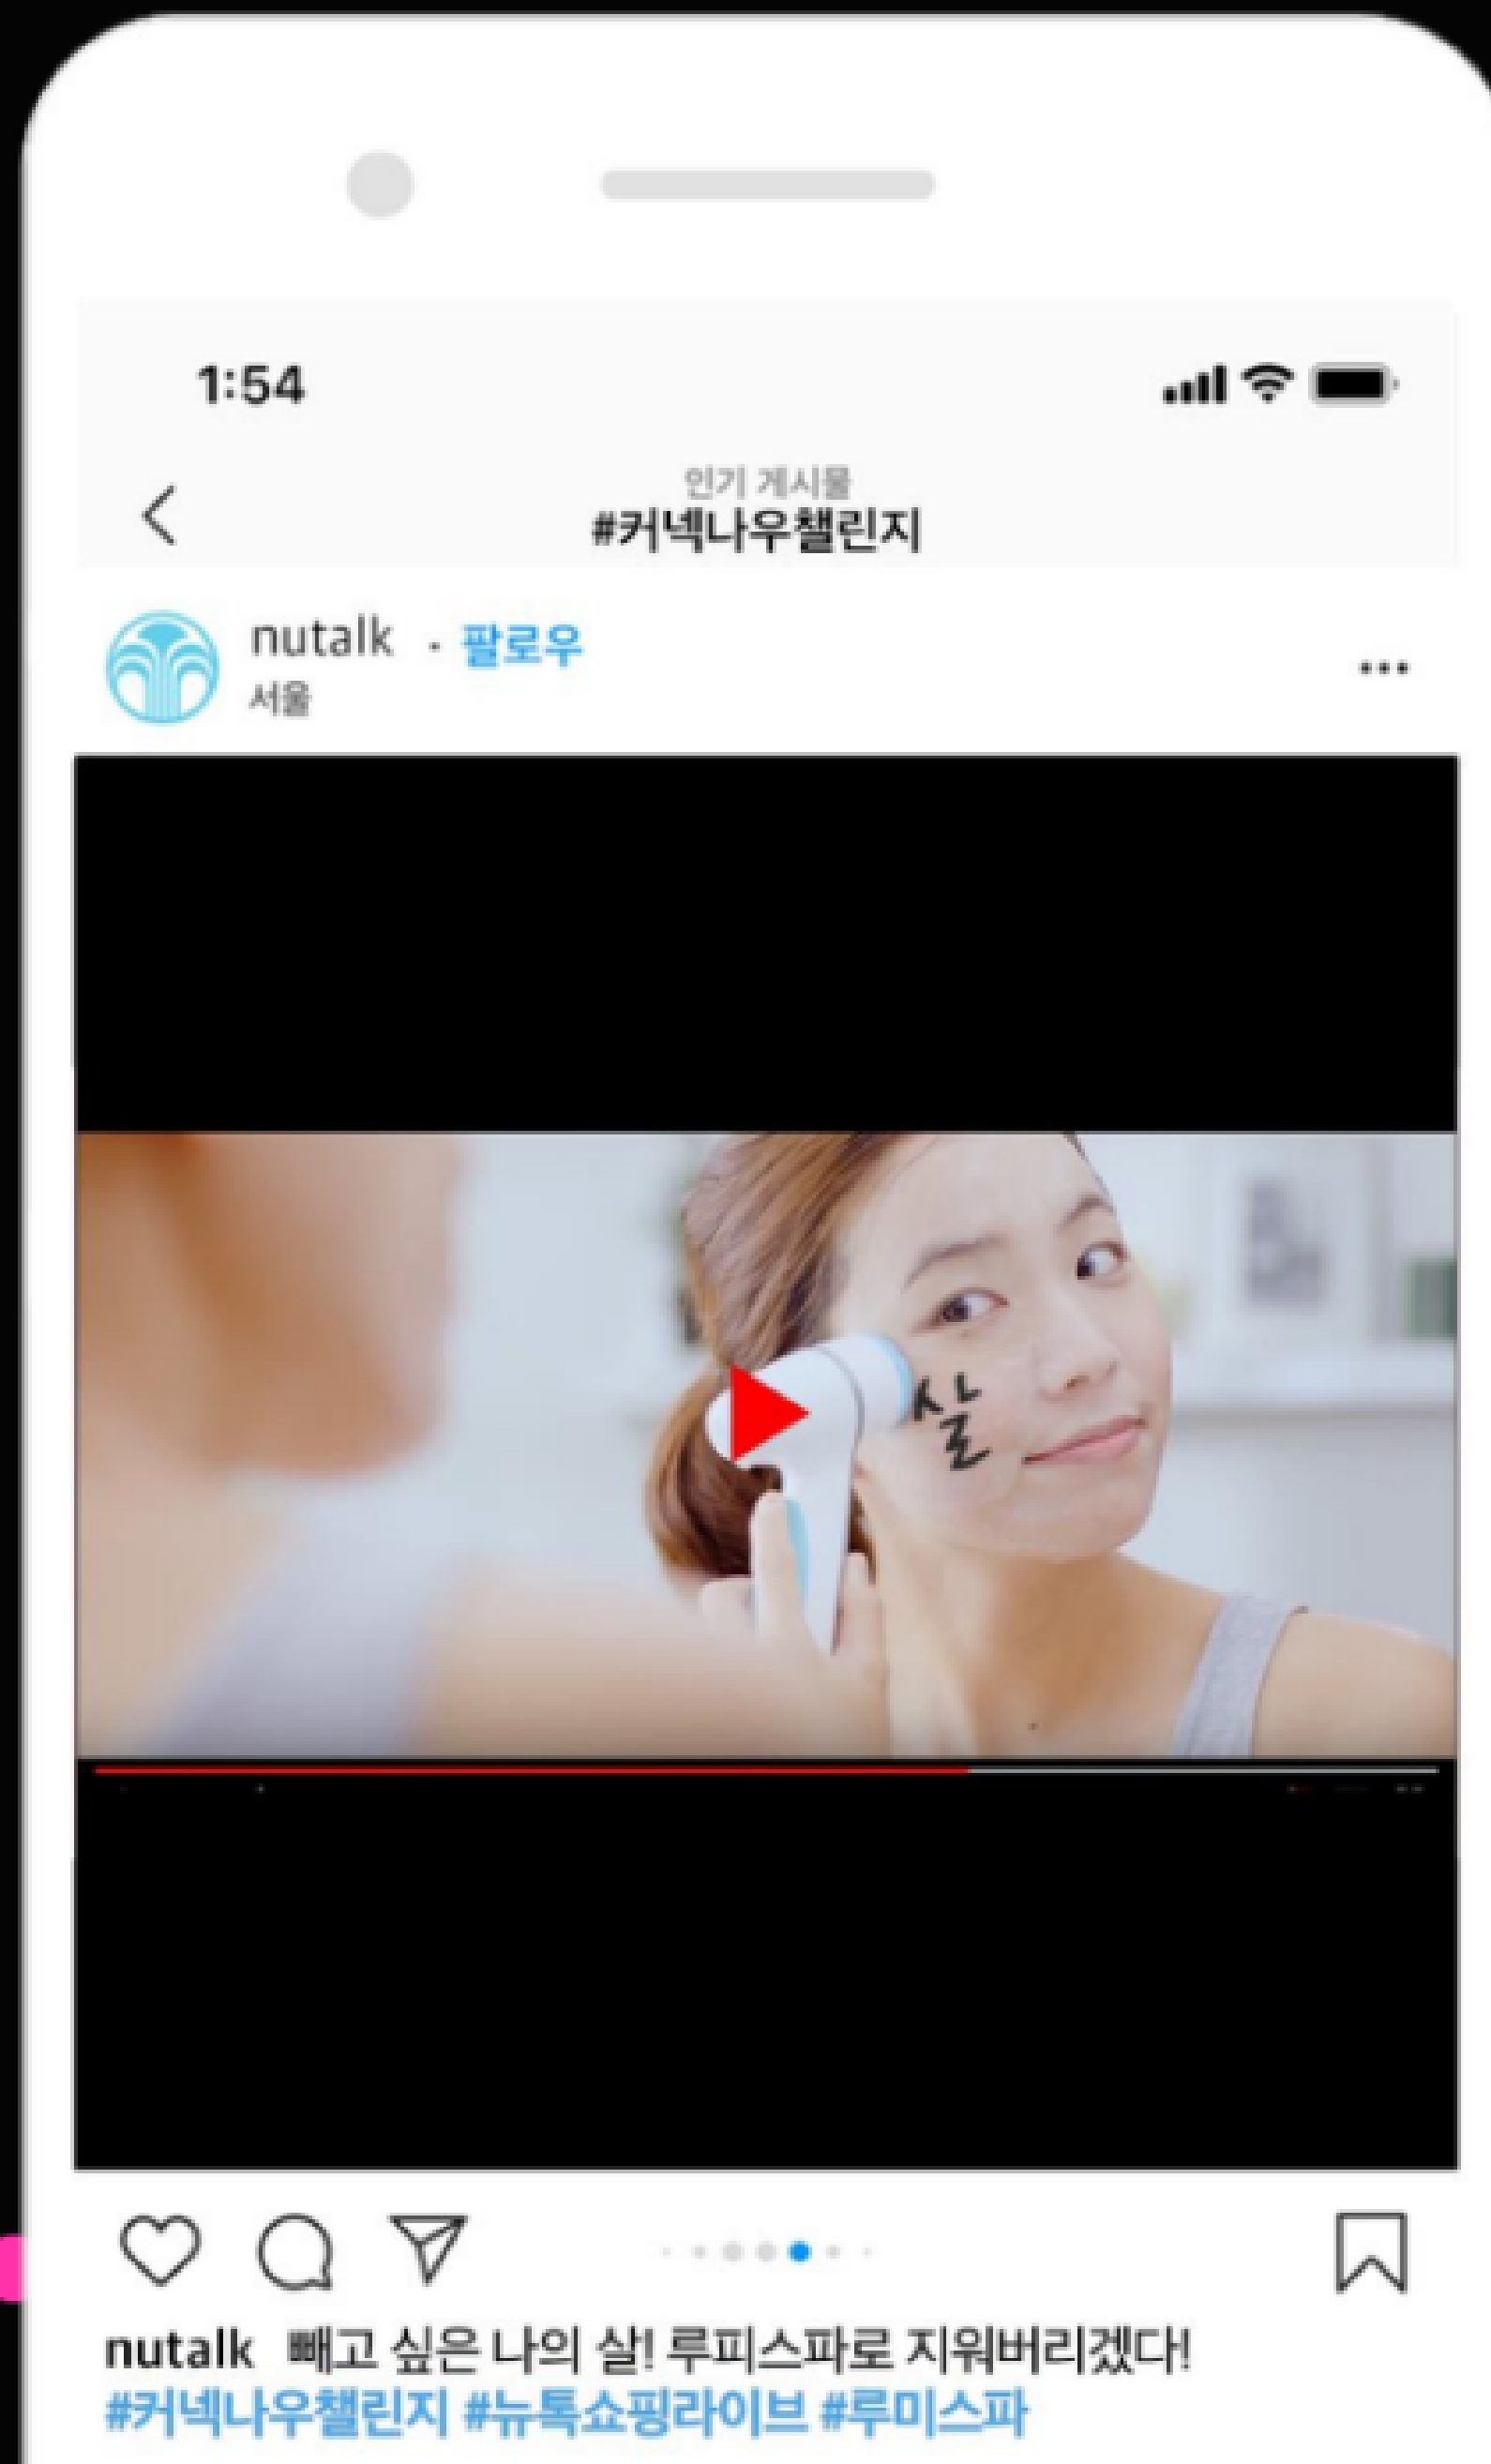 1:54
인기 게시물
#커넥나우챌린지
nutalk · 팔로우
서울
살
nutalk 빼고 싶은 나의 살! 루피스파로 지워버리겠다!
#커넥나우챌린지 #뉴톡쇼핑라이브 #루미스파